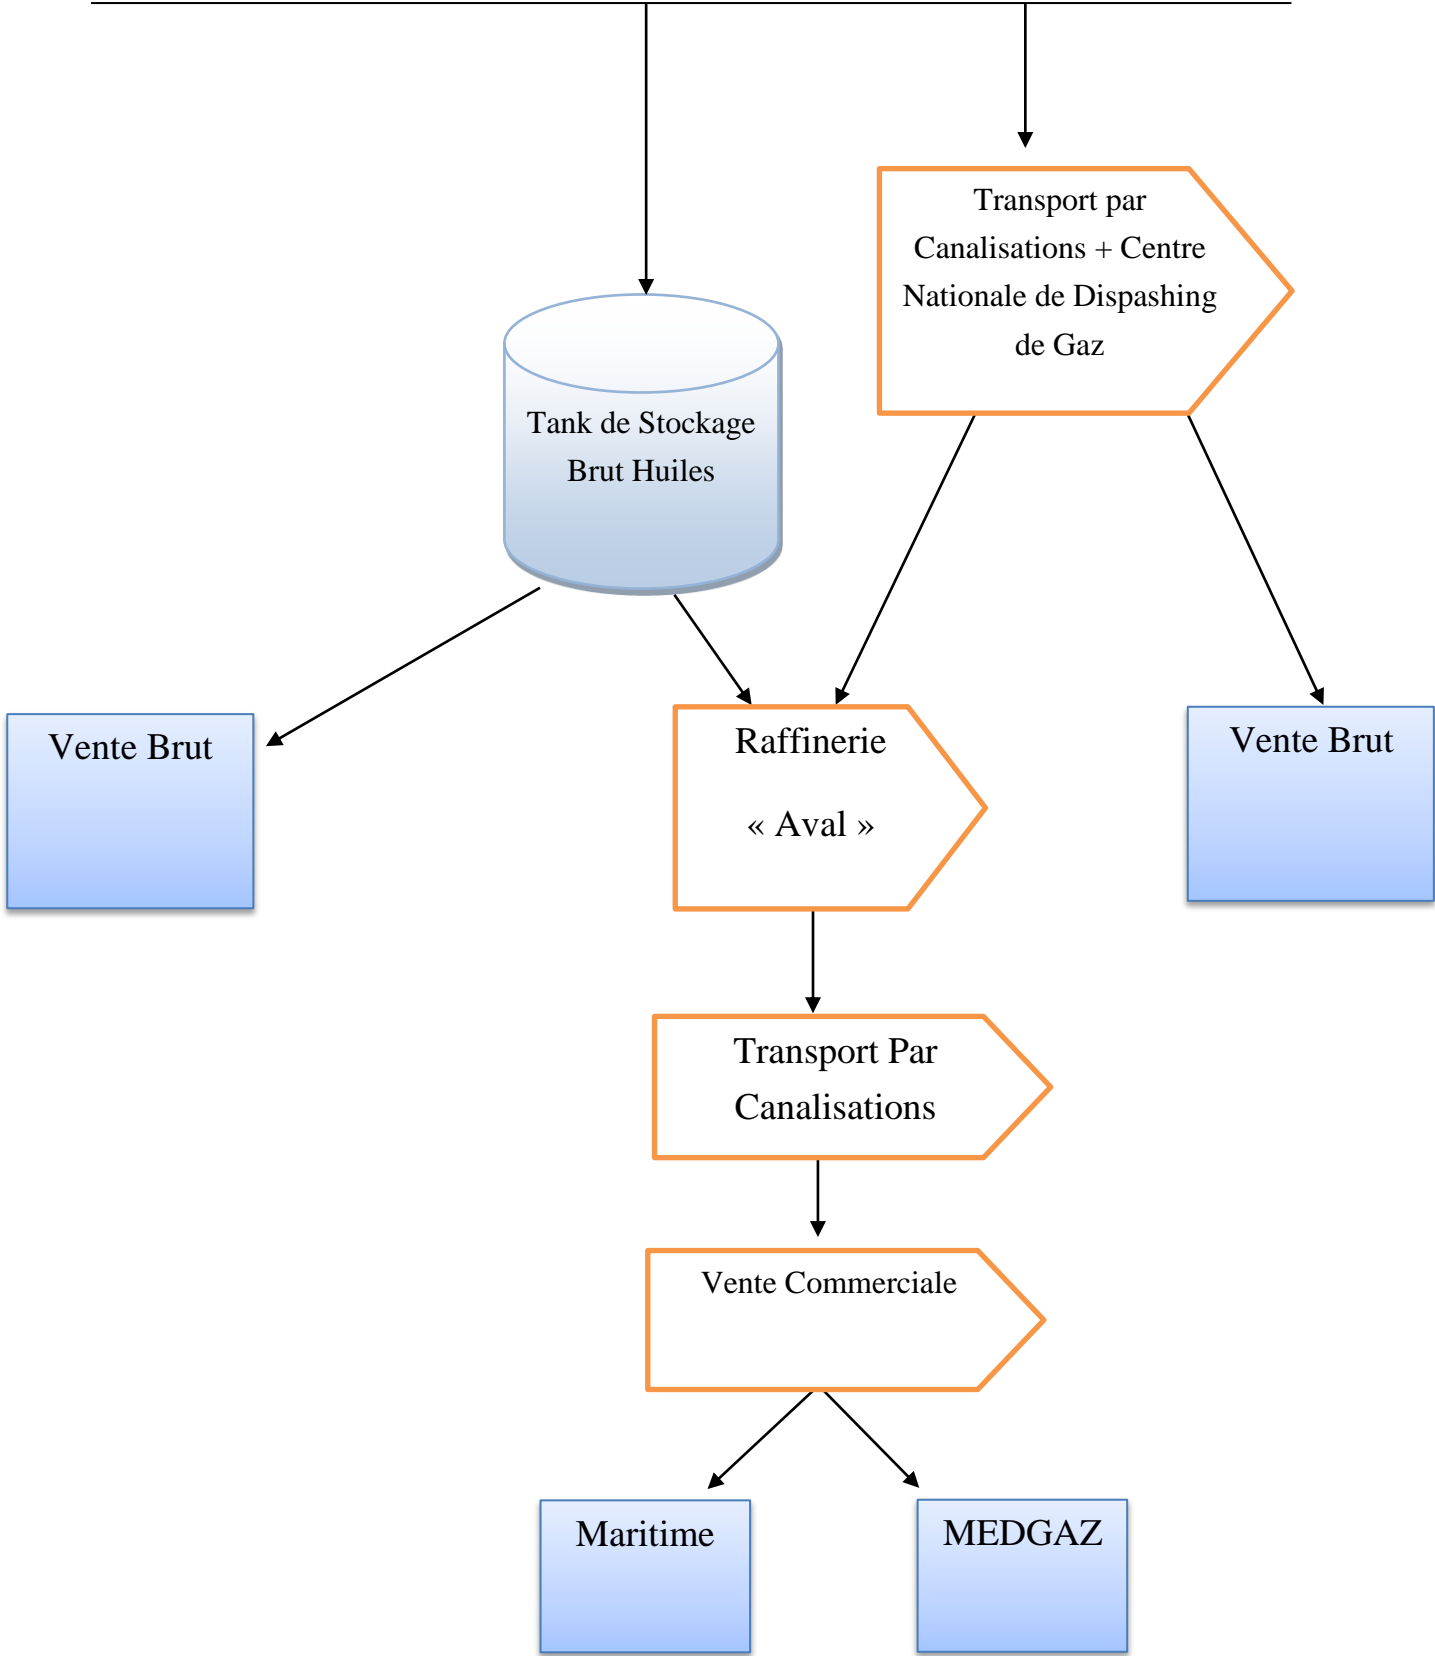 Transport par
Canalisations + Centre
Nationale de Dispashing
de Gaz
Tank de Stockage
Brut Huiles
Vente Brut
Raffinerie
« Aval »
Vente Brut
Transport Par
Canalisations
Vente Commerciale
Maritime
MEDGAZ